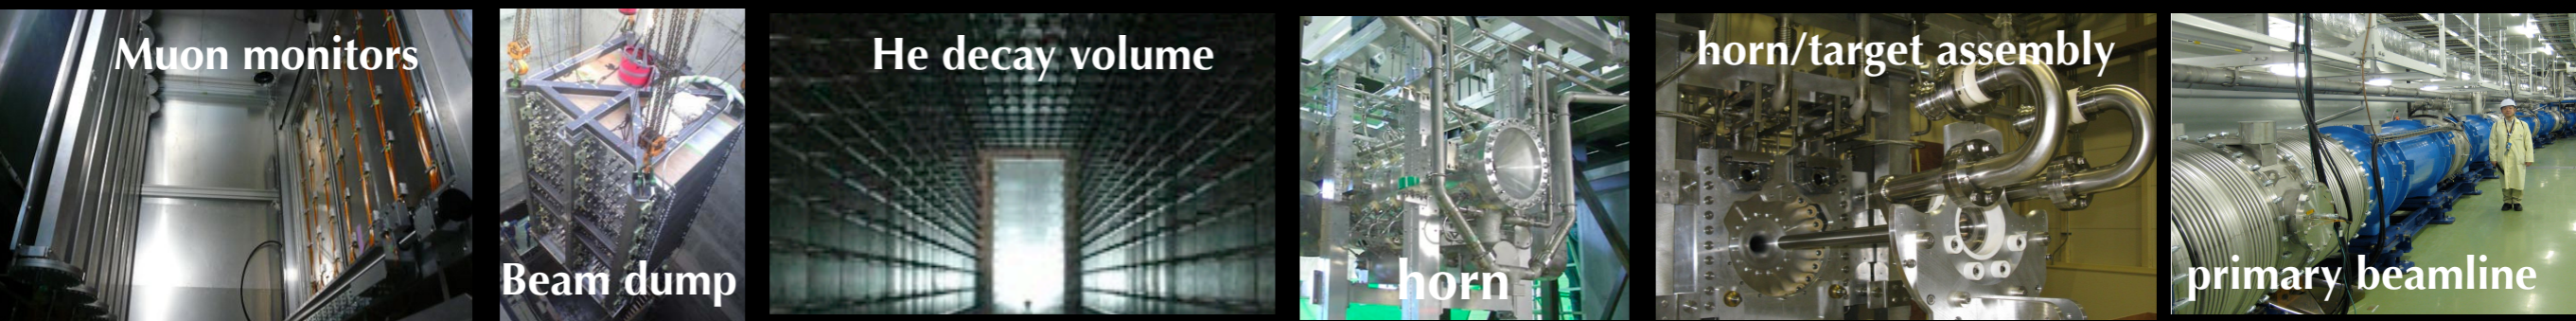 Muon monitors
Beam dump
He decay volume
horn
horn/target assembly
primary beamline